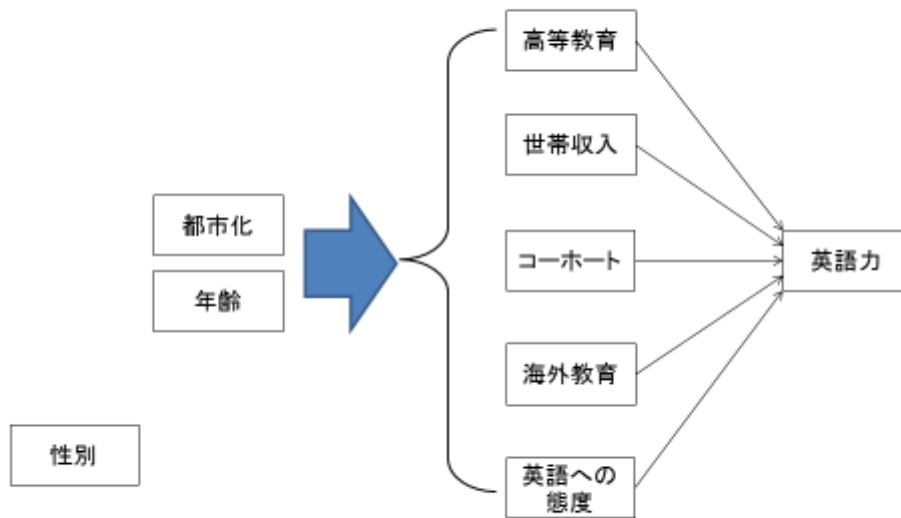 高等教育
世帯収入
都市化
年齢
コーホート
英語力
海外教育
性別
英語への
態度